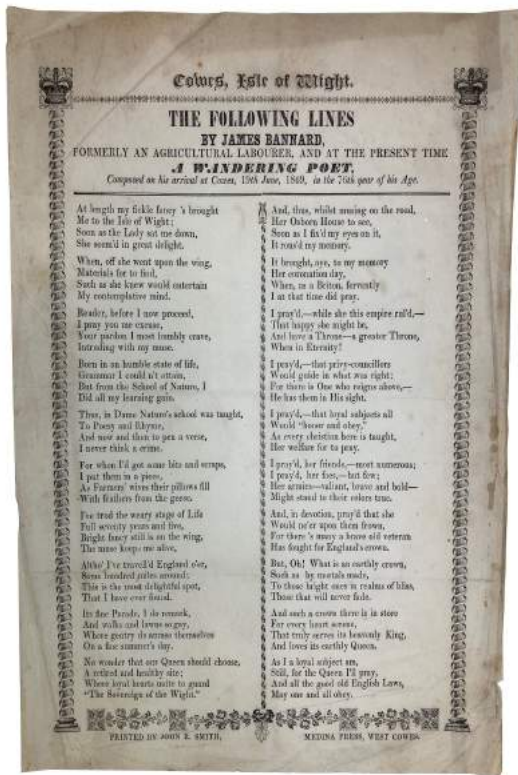 Cowes, Isle of Wight.
THE FOLLOWING LINES
BY JAMES BANNARD,
FORMERLY AN AGRICULTURAL LABOURER, AND AT THE PRESENT TIME
A WANDERING POET,
Composed on his arrival at Cowes, 19th June, 1849, in the 76th year of his Age.
At length my fickle fancy 's brought
Me to the Isle of Wight;
Soon as the Lady sat me down,
She seem'd in great delight.
When, off she went upon the wing,
Materials for to find,
Such as she knew would entertain
My contemplative mind.
Reader, before I now proceed,
I pray you me excuse,
Your pardon I most humbly crave,
Intruding with my muse.
Born in an humble state of life,
Grammar I could n't attain,
But from the School of Nature, I
Did all my learning gain.
Thus, in Dame Nature's school was taught,
To Poesy and Rhyme,
And now and then to pen a verse,
I never think a crime.
For when I'd got some bits and scraps,
I put them in a piece,
As Farmers' wives their pillows fill
With feathers from the geese.
I've trod the weary stage of Life
Full seventy years and five,
Bright fancy still is on the wing,
The muse keeps me alive,
Altho' I've travell'd England o'er,
Some hundred miles around;
This is the most delightful spot,
That I have ever found.
Its fine Parade, I do remark,
And walks and lawns so gay,
Where gentry do amuse themselves
On a fine summer's day.
No wonder that our Queen should choose,
A retired and healthy site;
Where loyal hearts unite to guard
"The Sovereign of the Wight."
And, thus, whilst musing on the road,
Her Osborn House to see,
Soon as I fix'd my eyes on it,
It rous'd my memory.
It brought, aye, to my memory
Her coronation day,
When, as a Briton, fervently
I at that time did pray.
I pray'd,—while she this empire rul'd,—
That happy she might be,
And have a Throne—a greater Throne,
When in Eternity!
I pray'd,—that privy-councillors
Would guide in what was right;
For there is One who reigns above,—
He has them in His sight.
I pray'd,—that loyal subjects all
Would "honor and obey,"
As every christian here is taught,
Her welfare for to pray.
I pray'd, her friends,—most numerous;
I pray'd, her foes,—but few;
Her armies—valiant, brave and bold—
Might stand to their colors true.
And, in devotion, pray'd that she
Would ne'er upon them frown,
For there 's many a brave old veteran
Has fought for England's crown.
But, Oh! What is an earthly crown,
Such as by mortals made,
To those bright ones in realms of bliss,
Those that will never fade.
And such a crown there is in store
For every heart serene,
That truly serves its heavenly King,
And loves its earthly Queen.
As I a loyal subject am,
Still, for the Queen I'll pray,
And all the good old English Laws,
May one and all obey.
PRINTED BY JOHN E. SMITH, MEDINA PRESS, WEST COWES.